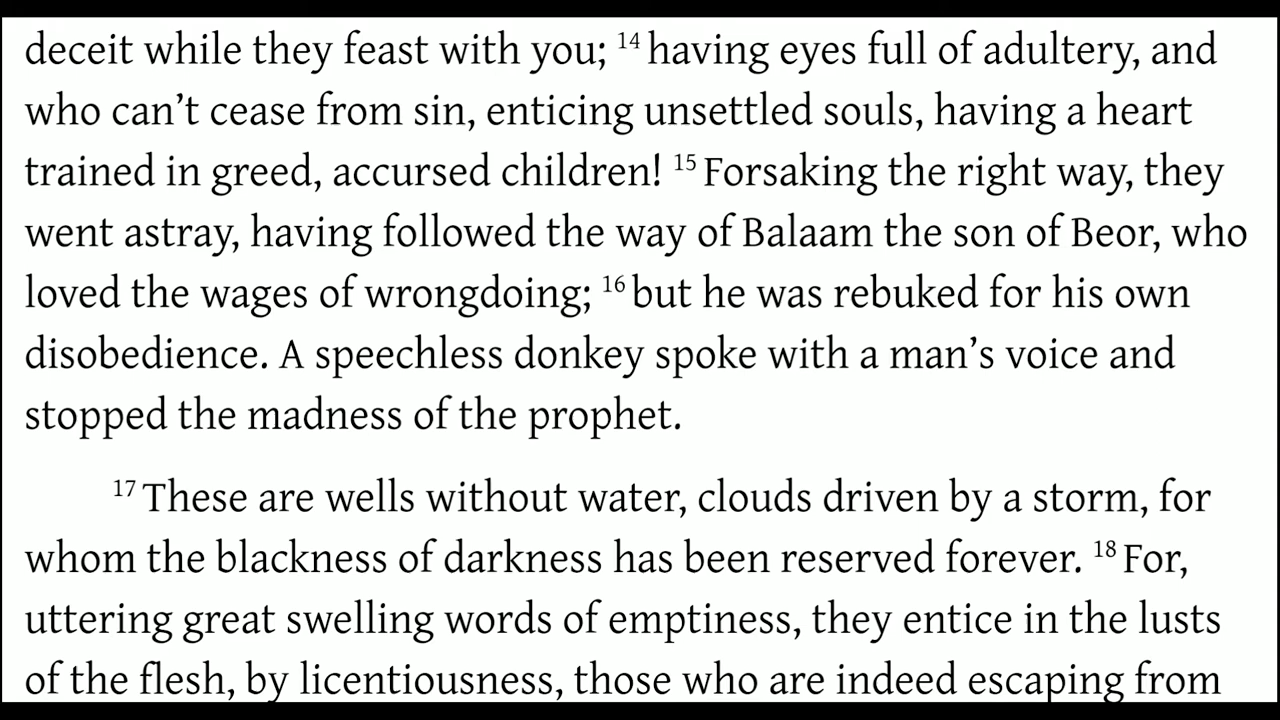 deceit while they feast with you; 14 having eyes full of adultery, and
who can’t cease from sin, enticing unsettled souls, having a heart
trained in greed, accursed children! 15 Forsaking the right way, they
went astray, having followed the way of Balaam the son of Beor, who
loved the wages of wrongdoing; 16 but he was rebuked for his own
disobedience. A speechless donkey spoke with a man’s voice and
stopped the madness of the prophet.
17 These are wells without water, clouds driven by a storm, for
whom the blackness of darkness has been reserved forever. 18 For,
uttering great swelling words of emptiness, they entice in the lusts
of the flesh, by licentiousness, those who are indeed escaping from